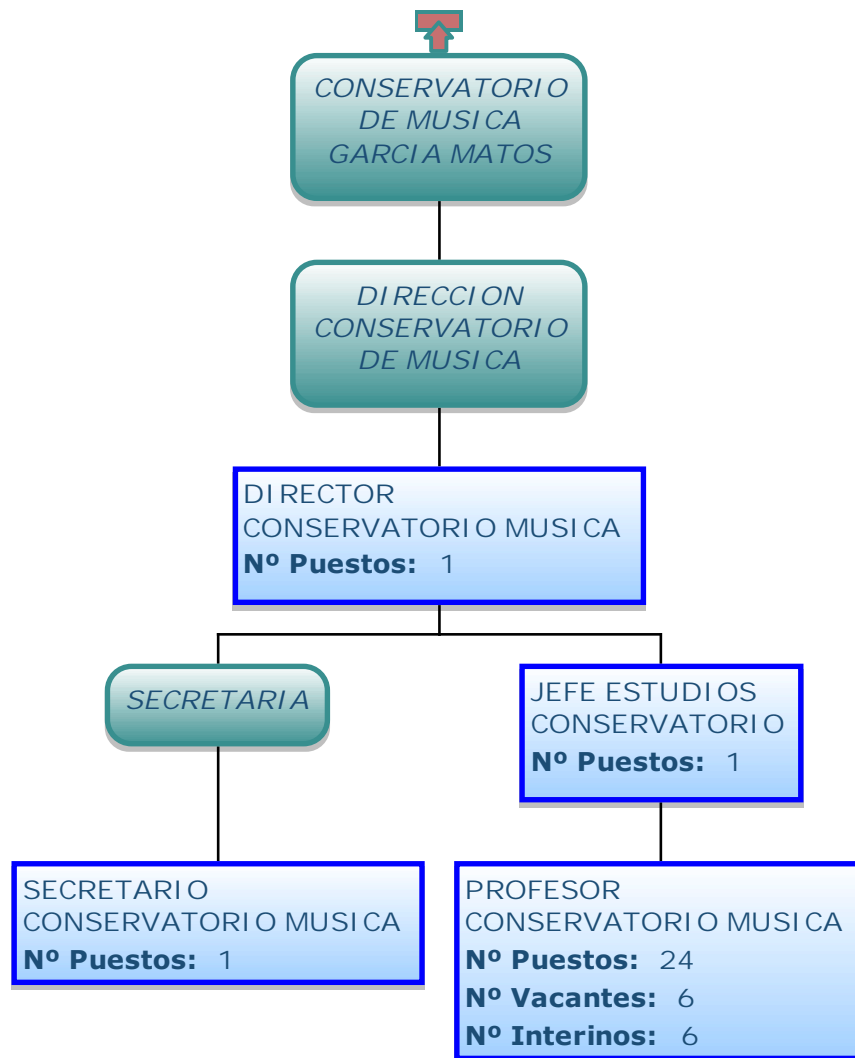 CONSERVATORIO
DE MUSICA
GARCIA MATOS
DIRECCION
CONSERVATORIO
DE MUSICA
DIRECTOR
CONSERVATORIO MUSICA
Nº Puestos: 1
SECRETARIA
JEFE ESTUDIOS
CONSERVATORIO
Nº Puestos: 1
SECRETARIO
CONSERVATORIO MUSICA
Nº Puestos: 1
PROFESOR
CONSERVATORIO MUSICA
Nº Puestos: 24
Nº Vacantes: 6
Nº Interinos: 6